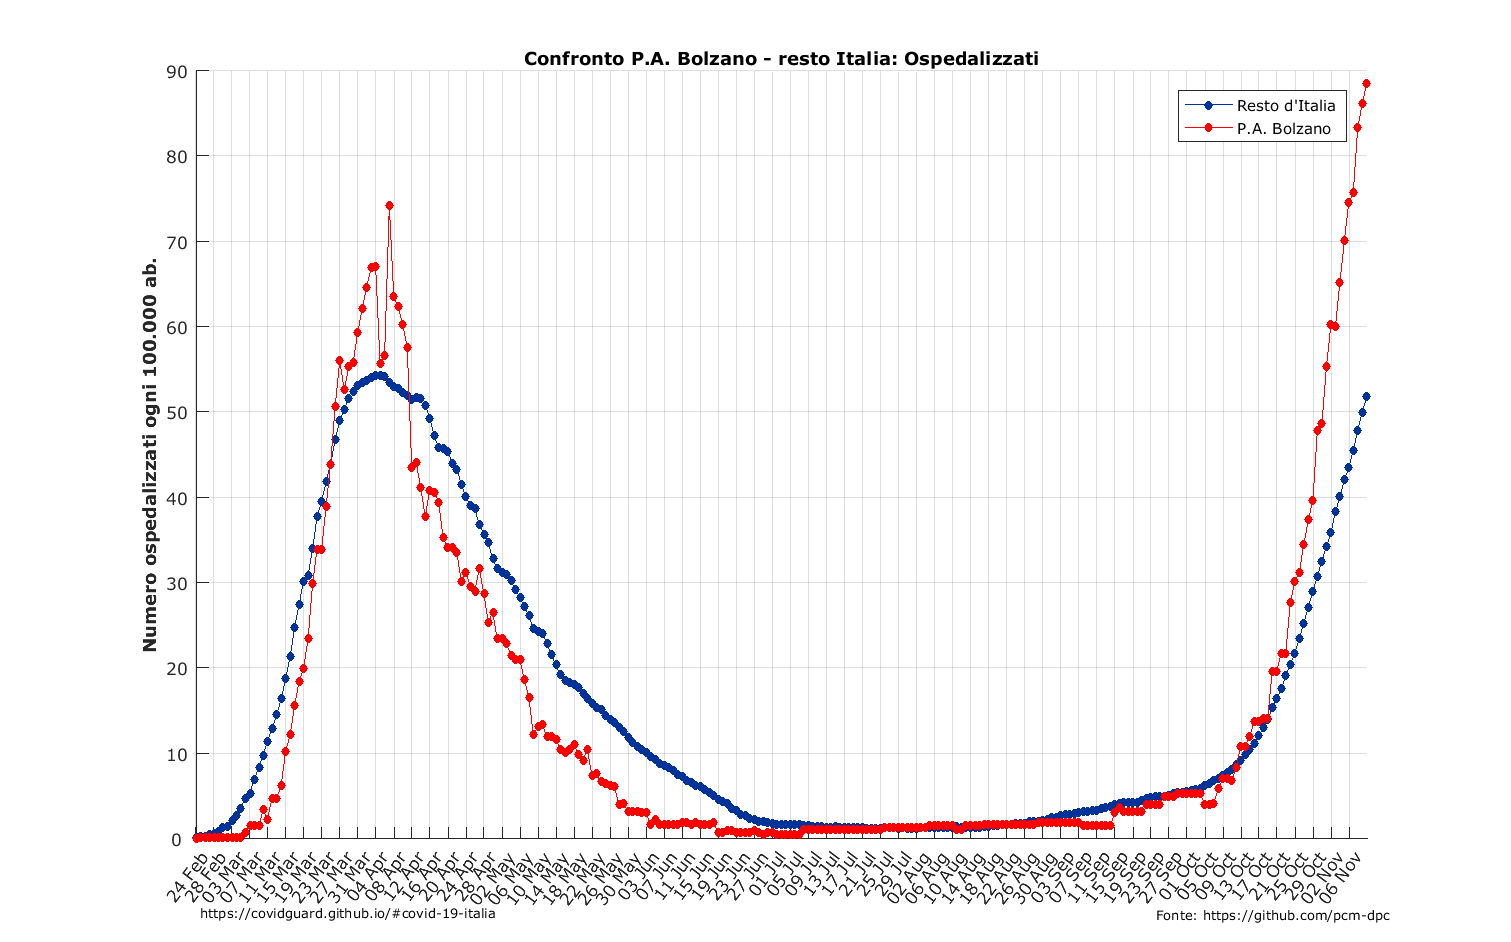 Confronto P.A. Bolzano - resto Italia: Ospedalizzati
Numero ospedalizzati ogni 100.000 ab.
90
80
70
60
50
40
30
20
10
0
Resto d'Italia
P.A. Bolzano
24 Feb
28 Feb
03 Mar
07 Mar
11 Mar
15 Mar
19 Mar
23 Mar
27 Mar
31 Mar
04 Apr
08 Apr
12 Apr
16 Apr
20 Apr
24 Apr
28 Apr
02 May
06 May
10 May
14 May
18 May
22 May
26 May
30 May
03 Jun
07 Jun
11 Jun
15 Jun
19 Jun
23 Jun
27 Jun
01 Jul
05 Jul
09 Jul
13 Jul
17 Jul
21 Jul
25 Jul
29 Jul
02 Aug
06 Aug
10 Aug
14 Aug
18 Aug
22 Aug
26 Aug
30 Aug
03 Sep
07 Sep
11 Sep
15 Sep
19 Sep
23 Sep
27 Sep
01 Oct
05 Oct
09 Oct
13 Oct
17 Oct
21 Oct
25 Oct
29 Oct
02 Nov
06 Nov
https://covidguard.github.io/#covid-19-italia
Fonte: https://github.com/pcm-dpc